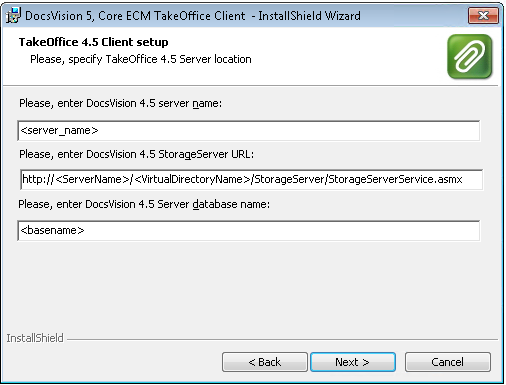 DocsVision 5, Core ECM TakeOffice Client - InstallShield Wizard
TakeOffice 4.5 Client setup
Please, specify TakeOffice 4.5 Server location
Please, enter DocsVision 4.5 server name:
<server_name>
Please, enter DocsVision 4.5 StorageServer URL:
http://<ServerName>/<VirtualDirectoryName>/StorageServer/StorageServerService.asmx
Please, enter DocsVision 4.5 Server database name:
<basename>
InstallShield
< Back
Next >
Cancel